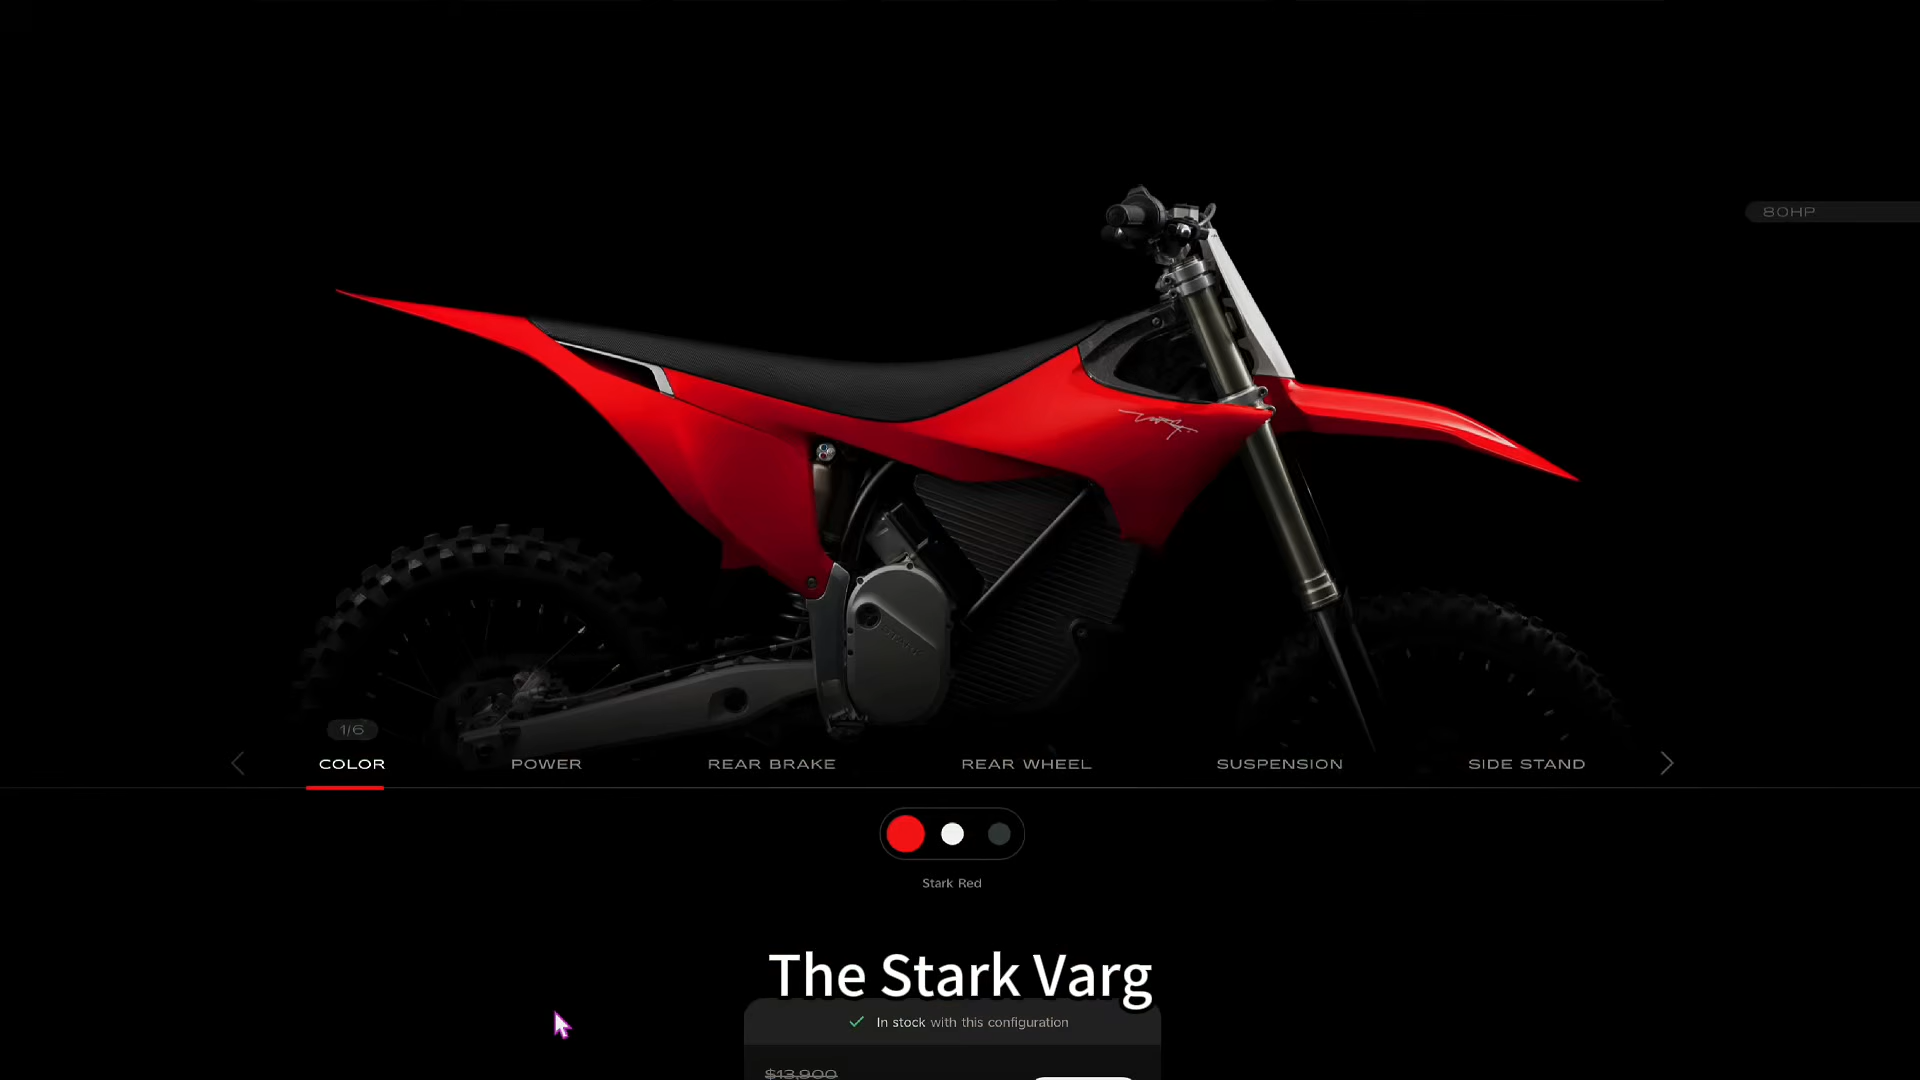 80HP
1/6
COLOR
POWER
REAR BRAKE
REAR WHEEL
SUSPENSION
SIDE STAND
Stark Red
The Stark Varg
In stock with this configuration
$13,900